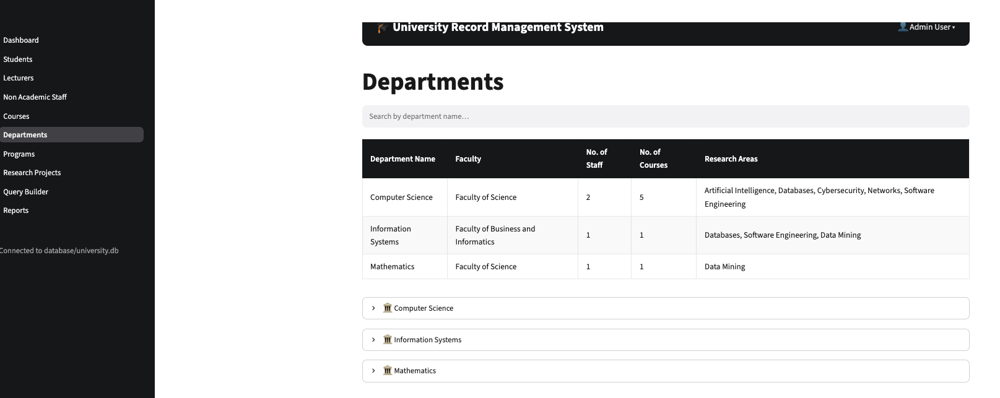 Dashboard
Students
Lecturers
Non Academic Staff
Courses
Departments
Programs
Research Projects
Query Builder
Reports
Connected to database/university.db
University Record Management System
Admin User
Departments
Search by department name...
Department Name Faculty No. of Staff No. of Courses Research Areas
Computer Science Faculty of Science 2 5 Artificial Intelligence, Databases, Cybersecurity, Networks, Software Engineering
Information Systems Faculty of Business and Informatics 1 1 Databases, Software Engineering, Data Mining
Mathematics Faculty of Science 1 1 Data Mining
Computer Science
Information Systems
Mathematics